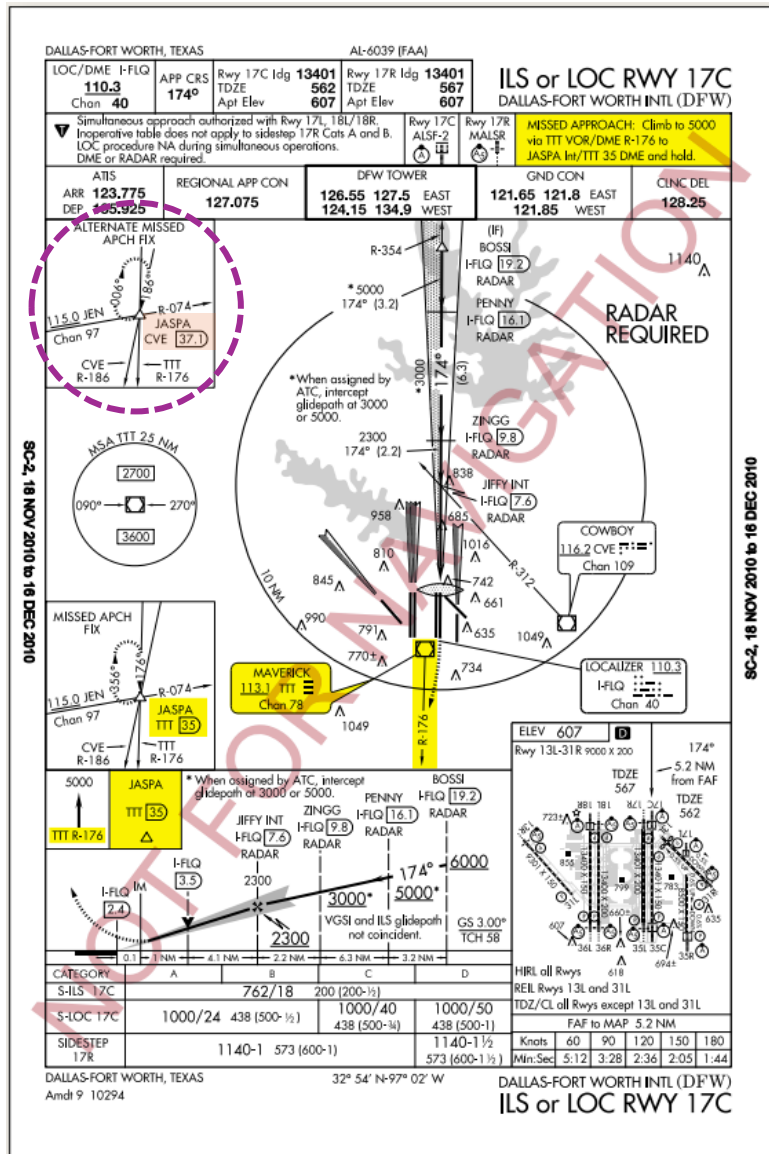 DALLAS-FORT WORTH, TEXAS
AL-6039 (FAA)
LOC/DME I-FLQ
110.3
Chan 40
APP CRS
174°
Rwy 17C ldg 13401
TDZE 562
Apt Elev 607
Rwy 17R ldg 13401
TDZE 567
Apt Elev 607
ILS or LOC RWY 17C
DALLAS-FORT WORTH INTL (DFW)
T
Simultaneous approach authorized with Rwy 17L, 18L/18R.
Inoperative table does not apply to sidestep 17R Cats A and B.
LOC procedure NA during simultaneous operations.
DME or RADAR required.
Rwy 17C
ALSF-2
A
Rwy 17R
MALSR
A5
MISSED APPROACH: Climb to 5000
via TTT VOR/DME R-176 to
JASPA Int/TTT 35 DME and hold.
ATIS
ARR 123.775
DEP 135.925
REGIONAL APP CON
127.075
DFW TOWER
126.55 127.5 EAST
124.15 134.9 WEST
GND CON
121.65 121.8 EAST
121.85 WEST
CLNC DEL
128.25
ALTERNATE MISSED
APCH FIX
006°
186°
115.0 JEN
Chan 97
R-074
JASPA
CVE 37.1
CVE
R-186
TTT
R-176
R-354
(IF)
BOSSI
I-FLQ 19.2
RADAR
*5000
174° (3.2)
PENNY
I-FLQ 16.1
RADAR
1140
RADAR
REQUIRED
*3000
174°
(6.3)
*When assigned by
ATC, intercept
glidepath at 3000
or 5000.
ZINGG
I-FLQ 9.8
RADAR
2300
174° (2.2)
838
JIFFY INT
I-FLQ 7.6
RADAR
MSA TTT 25 NM
2700
090°
270°
3600
958
685
810
1016
845
742
R-312
COWBOY
116.2 CVE
Chan 109
10 NM
661
990
791
635
1049
770±
734
MAVERICK
113.1 TTT
Chan 78
LOCALIZER 110.3
I-FLQ
Chan 40
1049
R-176
MISSED APCH
FIX
356°
176°
115.0 JEN
Chan 97
R-074
JASPA
TTT 35
CVE
R-186
TTT
R-176
5000
TTT R-176
JASPA
TTT 35
* When assigned by ATC, intercept
glidepath at 3000 or 5000.
BOSSI
I-FLQ 19.2
RADAR
PENNY
I-FLQ 16.1
RADAR
ZINGG
I-FLQ 9.8
RADAR
JIFFY INT
I-FLQ 7.6
RADAR
I-FLQ
3.5
I-FLQ
2.4
IM
2300
174°
6000
5000*
3000*
2300
VGSI and ILS glidepath
not coincident.
GS 3.00°
TCH 58
0.1
1 NM
4.1 NM
2.2 NM
6.3 NM
3.2 NM
ELEV 607
D
Rwy 13L-31R 9000 X 200
174°
5.2 NM
from FAF
TDZE
567
TDZE
562
723±
18R
18L
17R
17C
17L
855
799
783
660±
607
635
36L
36R
35L
35C
35R
618
694±
HIRL all Rwys
REIL Rwys 13L and 31L
TDZ/CL all Rwys except 13L and 31L
CATEGORY A B C D
S-ILS 17C 762/18 200 (200-½)
S-LOC 17C 1000/24 438 (500-½) 1000/40 438 (500-¾) 1000/50 438 (500-1)
SIDESTEP 17R 1140-1 573 (600-1) 1140-1½ 573 (600-1½)
FAF to MAP 5.2 NM
Knots 60 90 120 150 180
Min:Sec 5:12 3:28 2:36 2:05 1:44
DALLAS-FORT WORTH, TEXAS
Amdt 9 10294
32° 54' N-97° 02' W
DALLAS-FORT WORTH INTL (DFW)
ILS or LOC RWY 17C
SC-2, 18 NOV 2010 to 16 DEC 2010
SC-2, 18 NOV 2010 to 16 DEC 2010
NOT FOR NAVIGATION